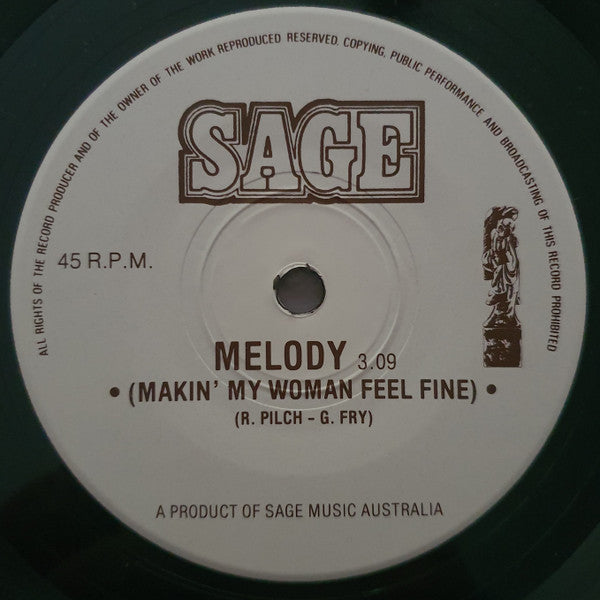 ALL RIGHTS OF THE RECORD PRODUCER AND OF THE OWNER OF THE WORK REPRODUCED RESERVED. COPYING, PUBLIC PERFORMANCE AND BROADCASTING OF THIS RECORD PROHIBITED
SAGE
45 R.P.M.
MELODY 3.09
• (MAKIN' MY WOMAN FEEL FINE) •
(R. PILCH – G. FRY)
A PRODUCT OF SAGE MUSIC AUSTRALIA